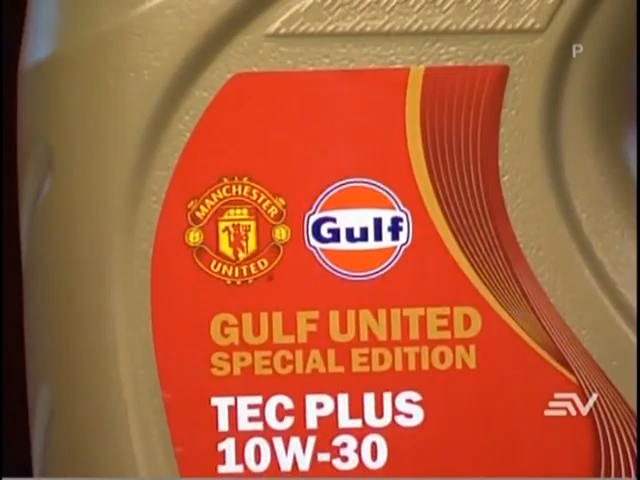 P
MANCHESTER
UNITED
Gulf
GULF UNITED
SPECIAL EDITION
TEC PLUS
10W-30